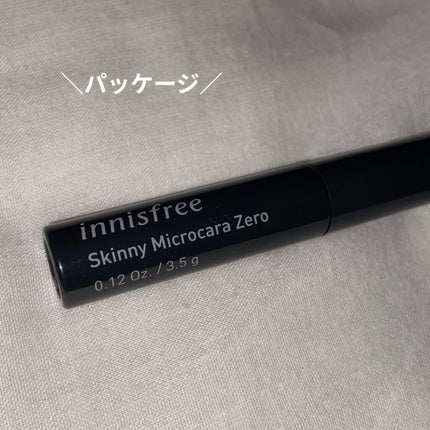 ＼パッケージ／
innisfree
Skinny Microcara Zero
0.12 Oz. / 3.5 g